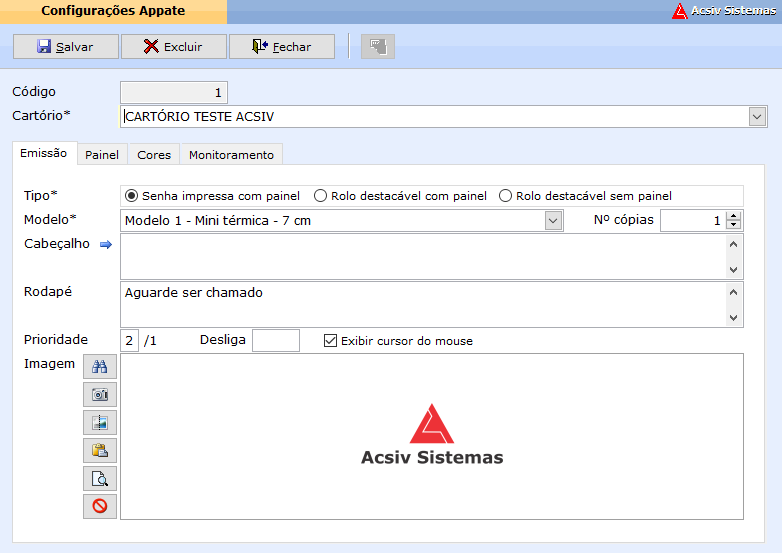 Configurações Appate
Acsiv Sistemas
Salvar Excluir Fechar
Código 1
Cartório* CARTÓRIO TESTE ACSIV
Emissão Painel Cores Monitoramento
Tipo* Senha impressa com painel Rolo destacável com painel Rolo destacável sem painel
Modelo* Modelo 1 - Mini térmica - 7 cm Nº cópias 1
Cabeçalho
Rodapé Aguarde ser chamado
Prioridade 2 /1 Desliga Exibir cursor do mouse
Imagem
Acsiv Sistemas